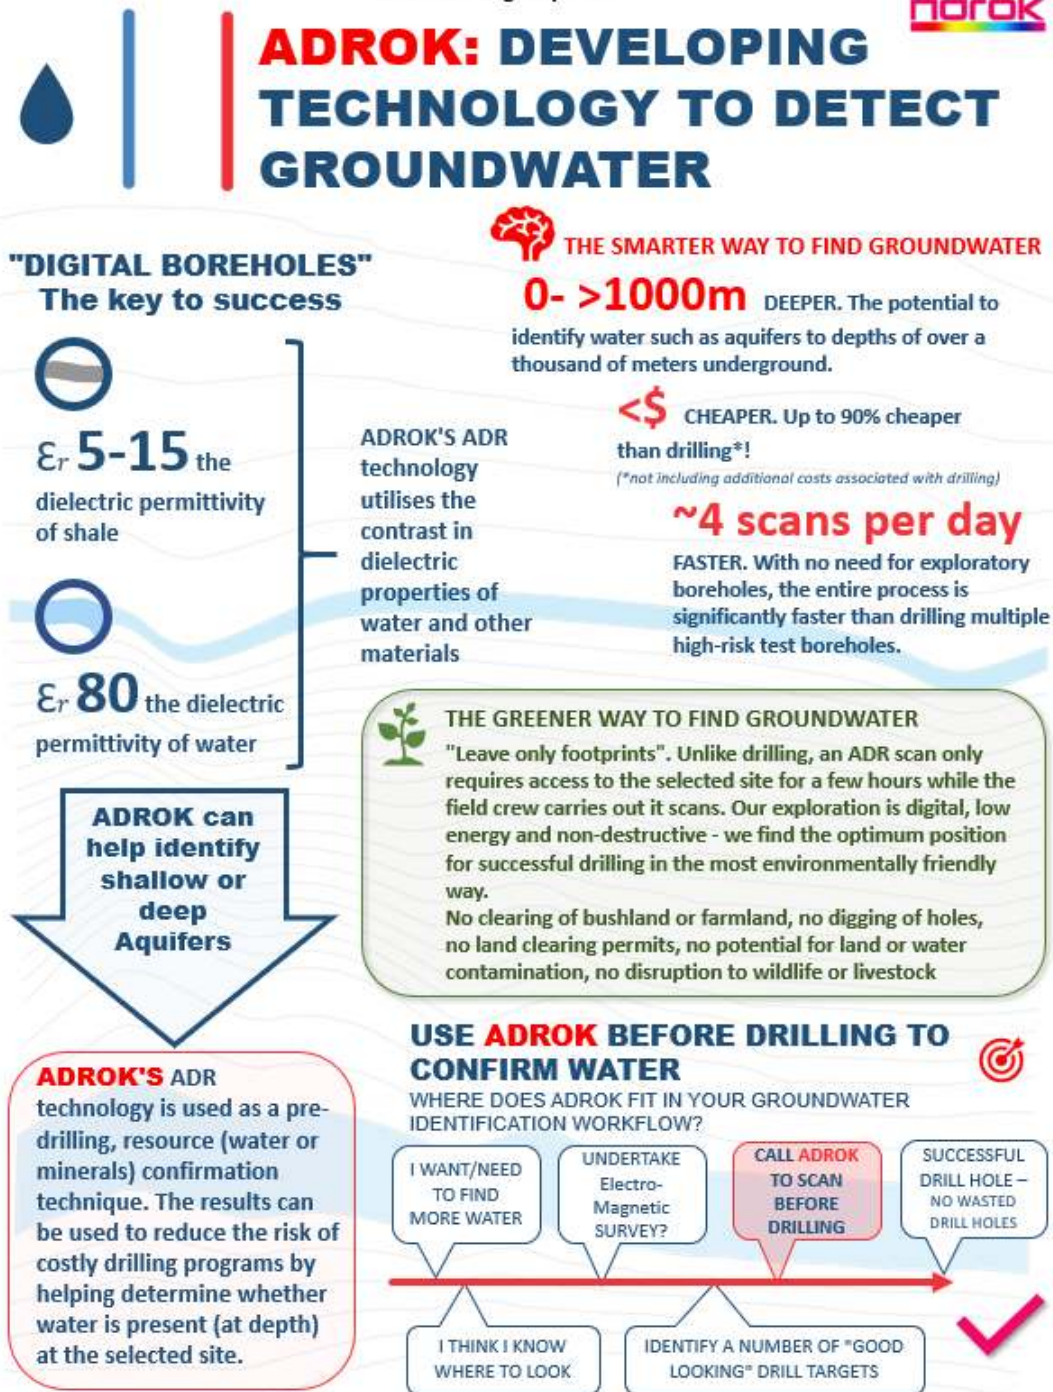 adrok
ADROK: DEVELOPING
TECHNOLOGY TO DETECT
GROUNDWATER
"DIGITAL BOREHOLES"
The key to success
Ɛr 5-15 the
dielectric permittivity
of shale
Ɛr 80 the dielectric
permittivity of water
ADROK'S ADR
technology
utilises the
contrast in
dielectric
properties of
water and other
materials
THE SMARTER WAY TO FIND GROUNDWATER
0- >1000m DEEPER. The potential to
identify water such as aquifers to depths of over a
thousand of meters underground.
<$ CHEAPER. Up to 90% cheaper
than drilling*!
(*not including additional costs associated with drilling)
~4 scans per day
FASTER. With no need for exploratory
boreholes, the entire process is
significantly faster than drilling multiple
high-risk test boreholes.
THE GREENER WAY TO FIND GROUNDWATER
"Leave only footprints". Unlike drilling, an ADR scan only
requires access to the selected site for a few hours while the
field crew carries out it scans. Our exploration is digital, low
energy and non-destructive - we find the optimum position
for successful drilling in the most environmentally friendly
way.
No clearing of bushland or farmland, no digging of holes,
no land clearing permits, no potential for land or water
contamination, no disruption to wildlife or livestock
ADROK can
help identify
shallow or
deep
Aquifers
ADROK'S ADR
technology is used as a pre-
drilling, resource (water or
minerals) confirmation
technique. The results can
be used to reduce the risk of
costly drilling programs by
helping determine whether
water is present (at depth)
at the selected site.
USE ADROK BEFORE DRILLING TO
CONFIRM WATER
WHERE DOES ADROK FIT IN YOUR GROUNDWATER
IDENTIFICATION WORKFLOW?
I WANT/NEED
TO FIND
MORE WATER
UNDERTAKE
Electro-
Magnetic
SURVEY?
CALL ADROK
TO SCAN
BEFORE
DRILLING
SUCCESSFUL
DRILL HOLE –
NO WASTED
DRILL HOLES
I THINK I KNOW
WHERE TO LOOK
IDENTIFY A NUMBER OF "GOOD
LOOKING" DRILL TARGETS